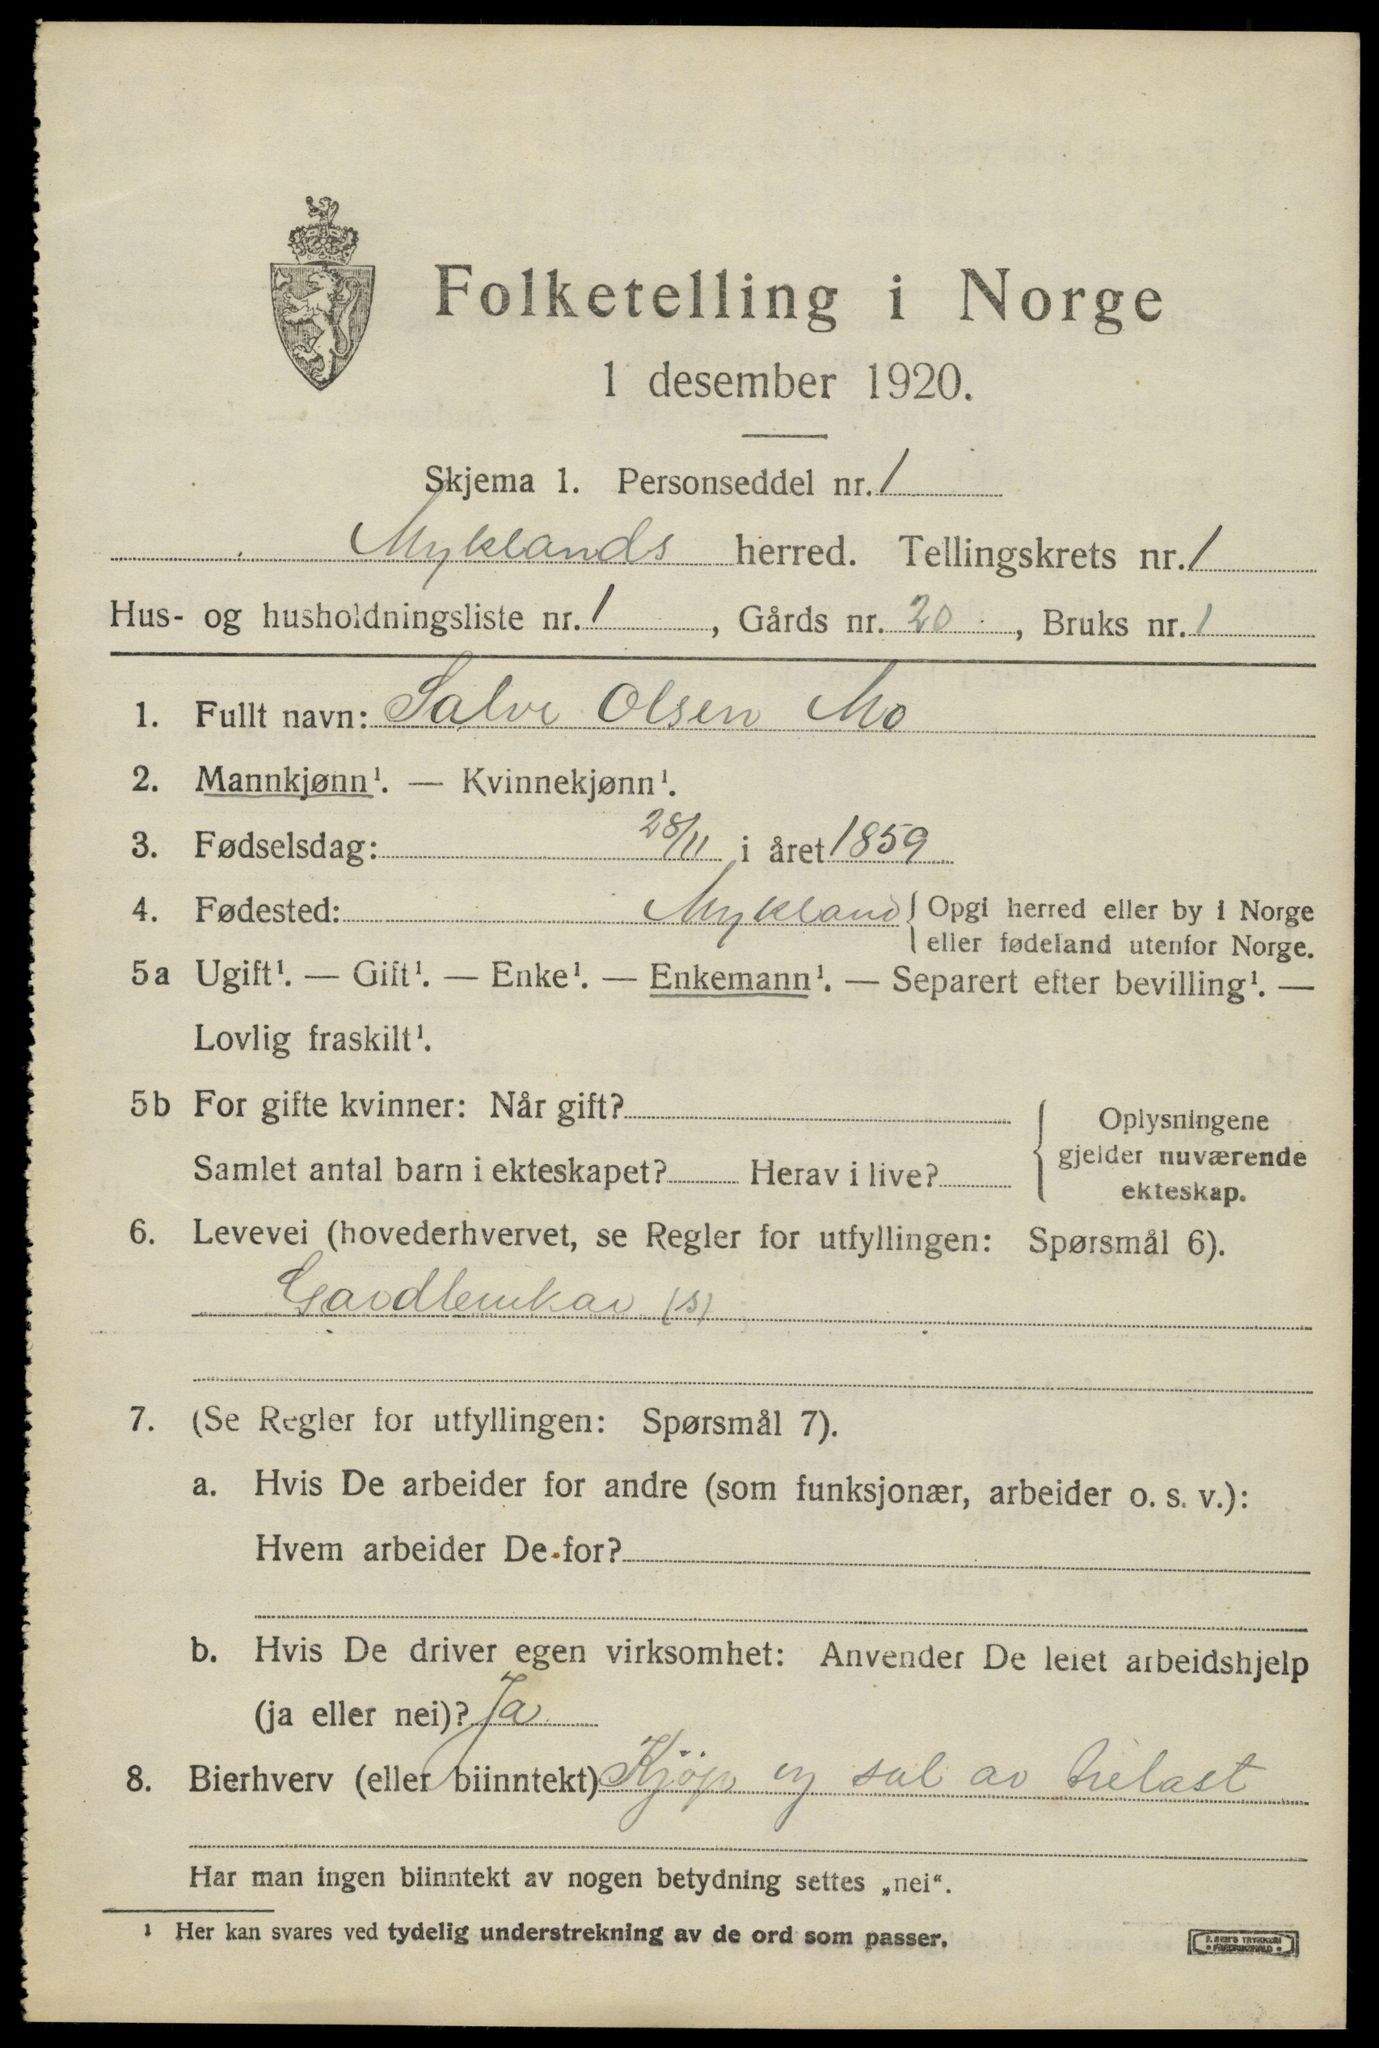 Folketelling i Norge
1 desember 1920.
Skjema 1. Personseddel nr. 1
Myklands herred. Tellingskrets nr. 1
Hus- og husholdningsliste nr. 1, Gårds nr. 20, Bruks nr. 1
1. Fullt navn: Salve Olsen Mo
2. Mannkjønn¹. — Kvinnekjønn¹.
3. Fødselsdag: 28/11 i året 1859
4. Fødested: Mykland { Opgi herred eller by i Norge
eller fødeland utenfor Norge.
5a Ugift¹. — Gift¹. — Enke¹. — Enkemann¹. — Separert efter bevilling¹. —
Lovlig fraskilt¹.
5b For gifte kvinner: Når gift?
Samlet antal barn i ekteskapet? Herav i live?
Oplysningene
gjelder nuværende
ekteskap.
6. Levevei (hovederhvervet, se Regler for utfyllingen: Spørsmål 6).
(s)
7. (Se Regler for utfyllingen: Spørsmål 7).
a. Hvis De arbeider for andre (som funksjonær, arbeider o. s. v.):
Hvem arbeider De for?
b. Hvis De driver egen virksomhet: Anvender De leiet arbeidshjelp
(ja eller nei)? Ja
8. Bierhverv (eller biinntekt) Kjøp og sal av trelast
Har man ingen biinntekt av nogen betydning settes „nei“.
¹ Her kan svares ved tydelig understrekning av de ord som passer.